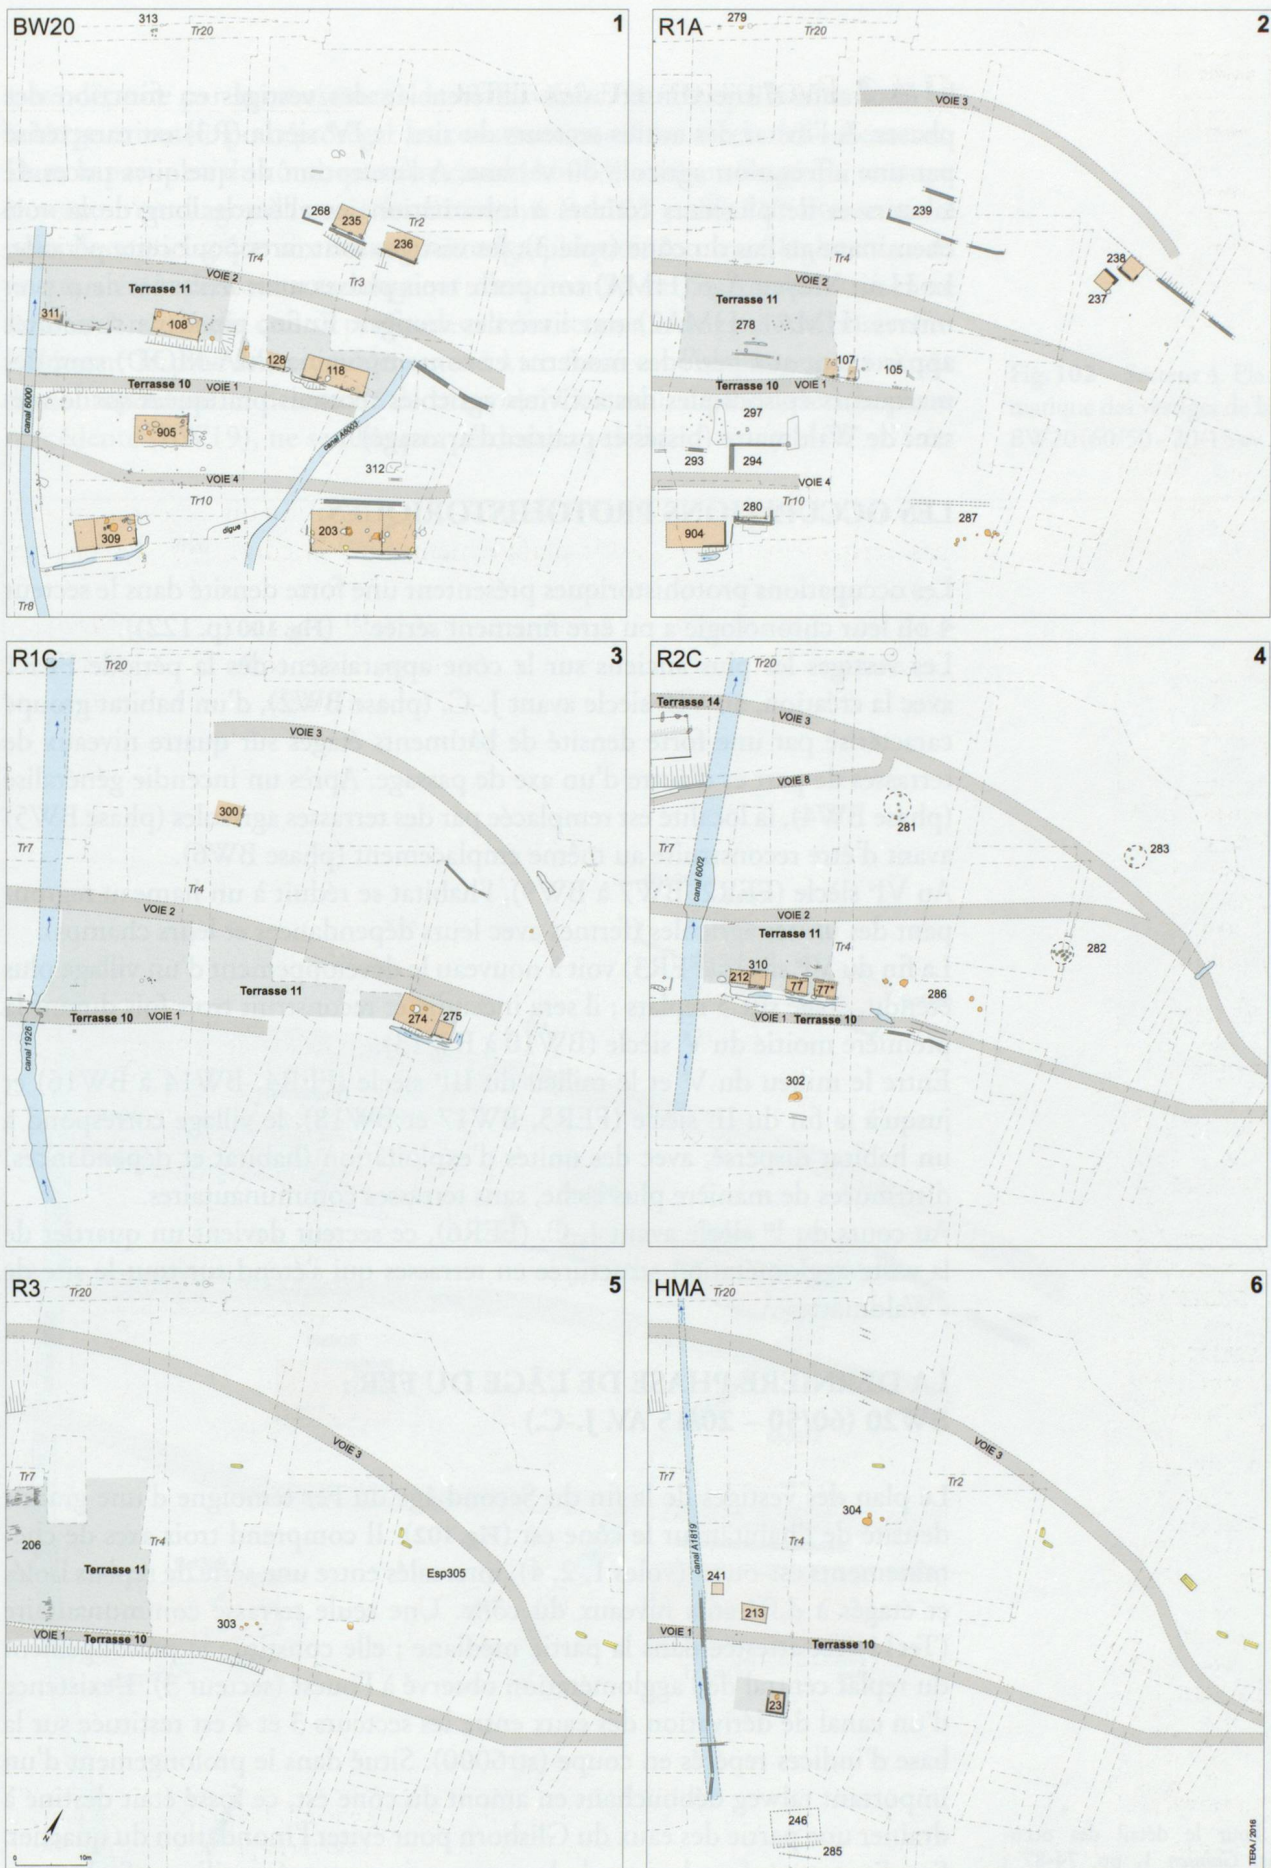 BW20
1
313
Tr20
268
235
236
Tr2
Tr4
Tr3
VOIE 2
Terrasse 11
311
108
128
118
Terrasse 10
VOIE 1
canal 6000
905
canal A6003
312
VOIE 4
Tr10
309
digue
203
Tr8
R1A
2
279
Tr20
VOIE 3
239
238
237
Tr4
VOIE 2
Terrasse 11
278
107
105
Terrasse 10
VOIE 1
297
293
294
VOIE 4
Tr10
280
904
287
R1C
3
Tr20
VOIE 3
300
Tr7
Tr4
VOIE 2
Terrasse 11
Terrasse 10
VOIE 1
274
275
canal 1926
R2C
4
Tr20
Terrasse 14
VOIE 3
VOIE 8
281
283
Tr7
canal 6002
VOIE 2
Terrasse 11
Tr4
282
310
212
77
77*
286
VOIE 1
Terrasse 10
302
R3
5
Tr20
VOIE 3
Tr7
206
Tr4
Terrasse 11
Esp305
303
VOIE 1
Terrasse 10
N
0
10m
HMA
6
Tr20
VOIE 3
Tr7
Tr2
304
Tr4
canal A1819
241
213
VOIE 1
Terrasse 10
23
246
285
TERA / 2016